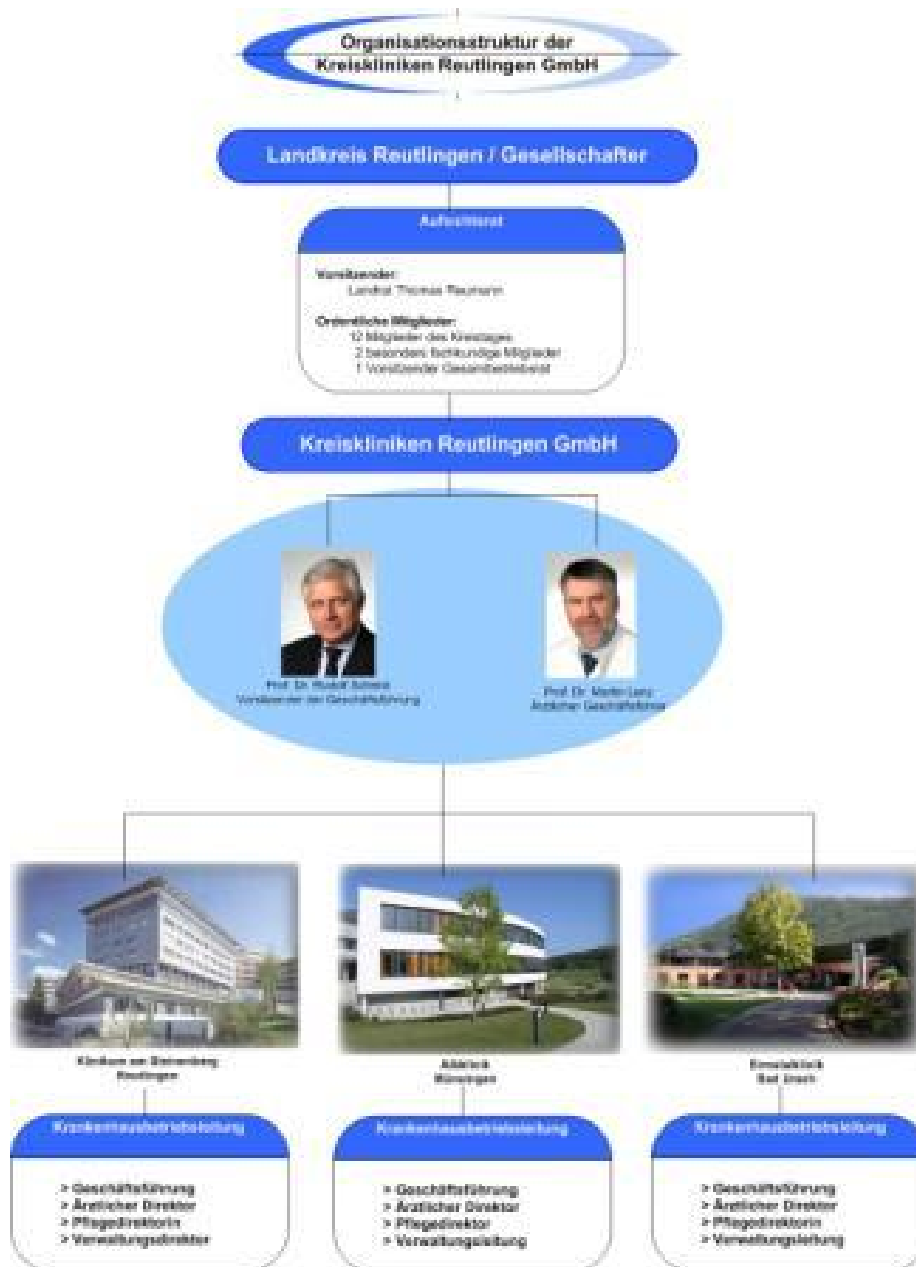 Organisationsstruktur der
Kreiskliniken Reutlingen GmbH
Landkreis Reutlingen / Gesellschafter
Aufsichtsrat
Vorsitzender:
Landrat Thomas Reumann
Ordentliche Mitglieder:
12 Mitglieder des Kreistages
2 besonders fachkundige Mitglieder
1 Vorsitzender Gesamtbetriebsrat
Kreiskliniken Reutlingen GmbH
Prof. Dr. Rudolf
Vorsitzender der Geschäftsführung
Prof. Dr. Martin
Ärztlicher Geschäftsführer
Klinikum am Steinenberg
Reutlingen
Albklinik
Münsingen
Ermstalklinik
Bad Urach
Krankenhausbetriebsleitung
> Geschäftsführung
> Ärztlicher Direktor
> Pflegedirektorin
> Verwaltungsdirektor
Krankenhausbetriebsleitung
> Geschäftsführung
> Ärztlicher Direktor
> Pflegedirektor
> Verwaltungsleitung
Krankenhausbetriebsleitung
> Geschäftsführung
> Ärztlicher Direktor
> Pflegedirektorin
> Verwaltungsleitung